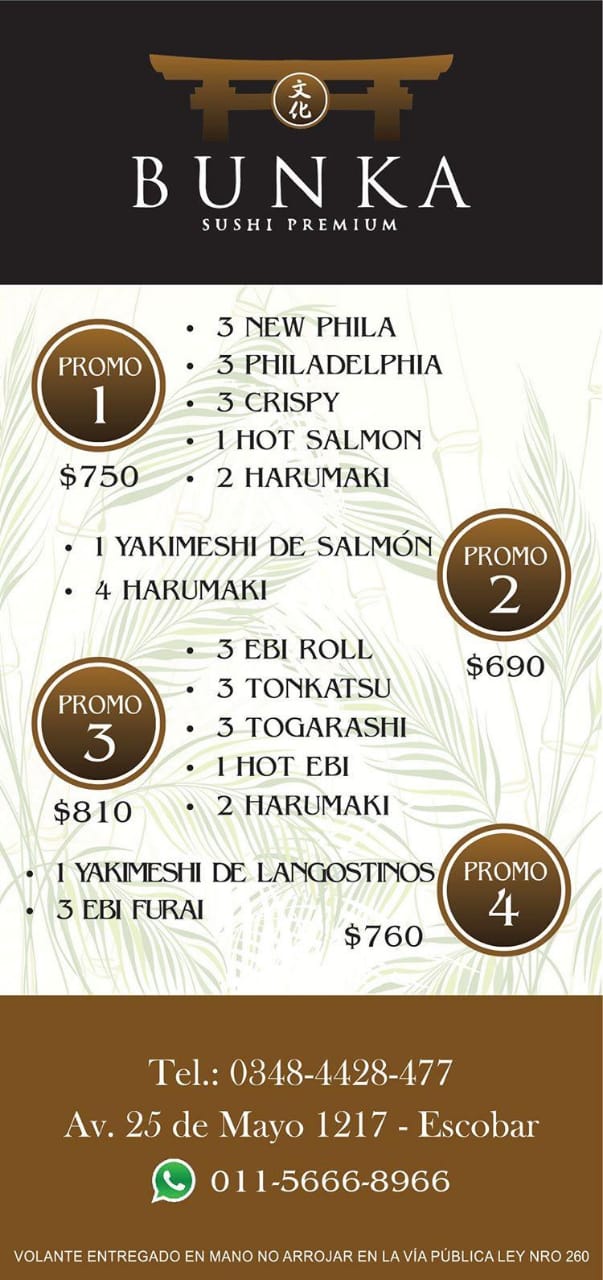 文
化
BUNKA
SUSHI PREMIUM
PROMO
1
$750
• 3 NEW PHILA
• 3 PHILADELPHIA
• 3 CRISPY
• 1 HOT SALMON
• 2 HARUMAKI
• 1 YAKIMESHI DE SALMÓN
• 4 HARUMAKI
PROMO
2
$690
PROMO
3
$810
• 3 EBI ROLL
• 3 TONKATSU
• 3 TOGARASHI
• 1 HOT EBI
• 2 HARUMAKI
• 1 YAKIMESHI DE LANGOSTINOS
• 3 EBI FURAI
PROMO
4
$760
Tel.: 0348-4428-477
Av. 25 de Mayo 1217 - Escobar
011-5666-8966
VOLANTE ENTREGADO EN MANO NO ARROJAR EN LA VÍA PÚBLICA LEY NRO 260